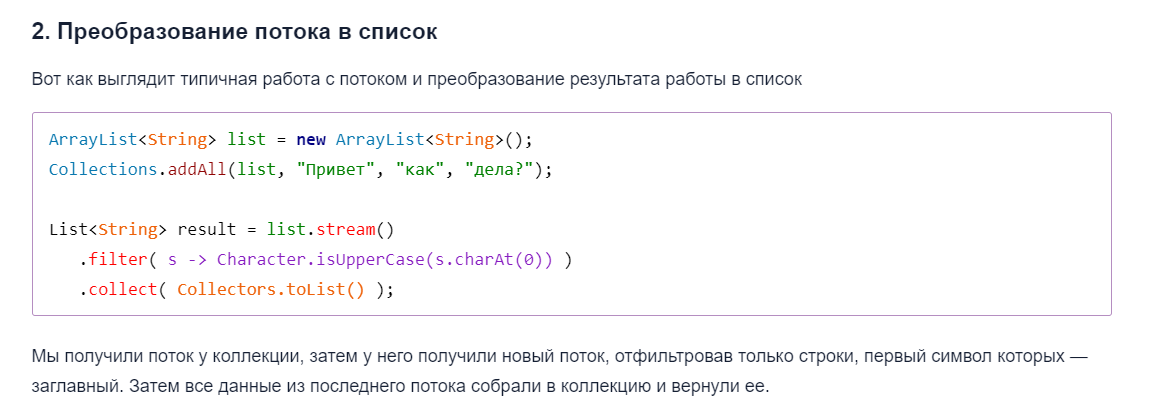 2. Преобразование потока в список
Вот как выглядит типичная работа с потоком и преобразование результата работы в список
ArrayList<String> list = new ArrayList<String>();
Collections.addAll(list, "Привет", "как", "дела?");
List<String> result = list.stream()
.filter( s -> Character.isUpperCase(s.charAt(0)) )
.collect( Collectors.toList() );
Мы получили поток у коллекции, затем у него получили новый поток, отфильтровав только строки, первый символ которых —
заглавный. Затем все данные из последнего потока собрали в коллекцию и вернули ее.